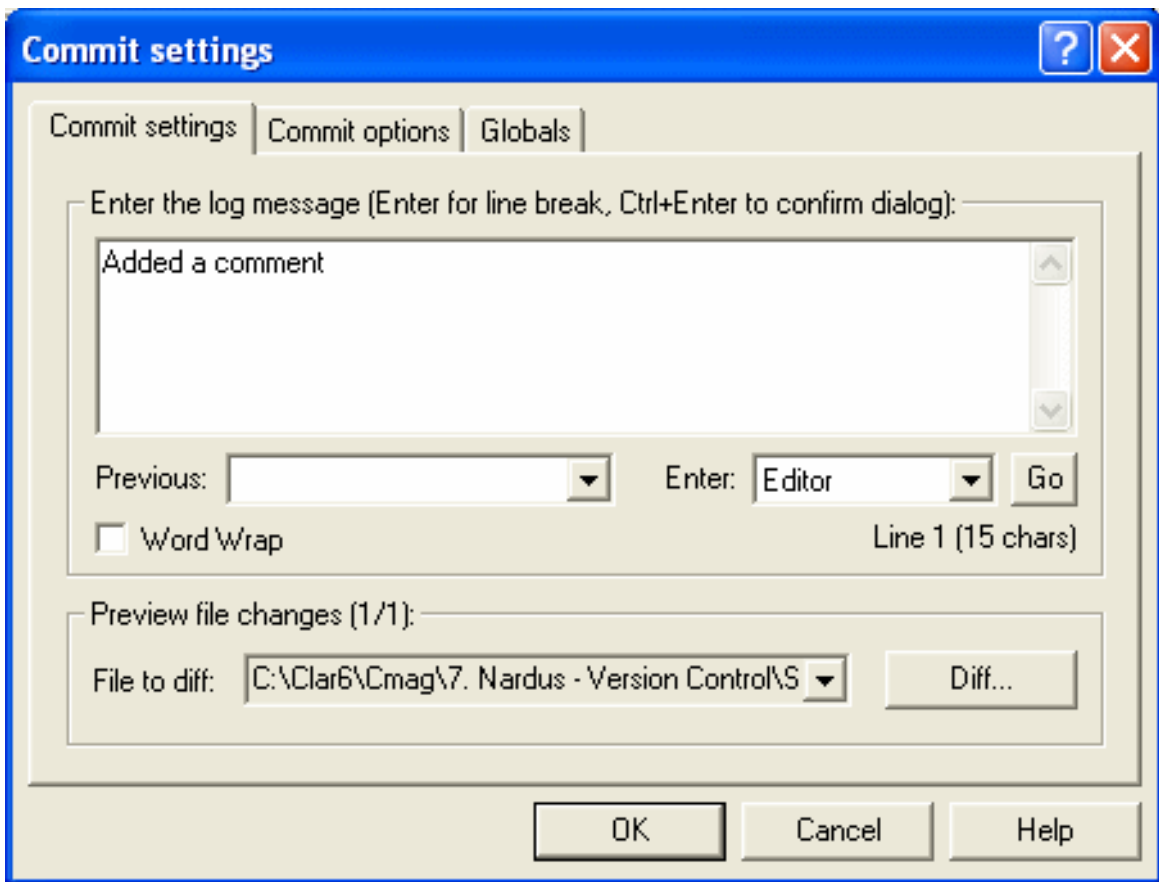 Commit settings
Commit settings Commit options Globals
Enter the log message (Enter for line break, Ctrl+Enter to confirm dialog):
Added a comment
Previous: Enter: Editor Go
Word Wrap Line 1 (15 chars)
Preview file changes (1/1):
File to diff: C:\Clar6\Cmag\7. Nardus - Version Control\S Diff...
OK Cancel Help